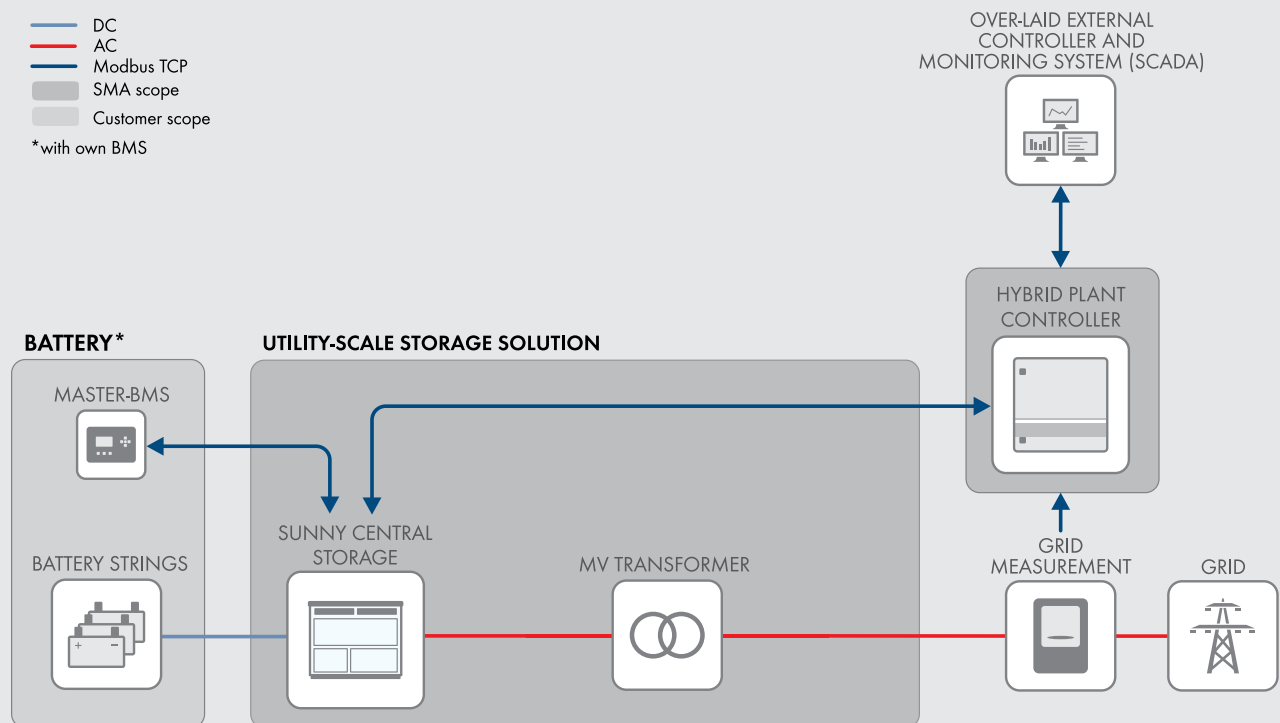 DC
AC
Modbus TCP
SMA scope
Customer scope
*with own BMS
OVER-LAID EXTERNAL
CONTROLLER AND
MONITORING SYSTEM (SCADA)
HYBRID PLANT
CONTROLLER
BATTERY*
UTILITY-SCALE STORAGE SOLUTION
MASTER-BMS
SUNNY CENTRAL
STORAGE
BATTERY STRINGS
MV TRANSFORMER
GRID
MEASUREMENT
GRID